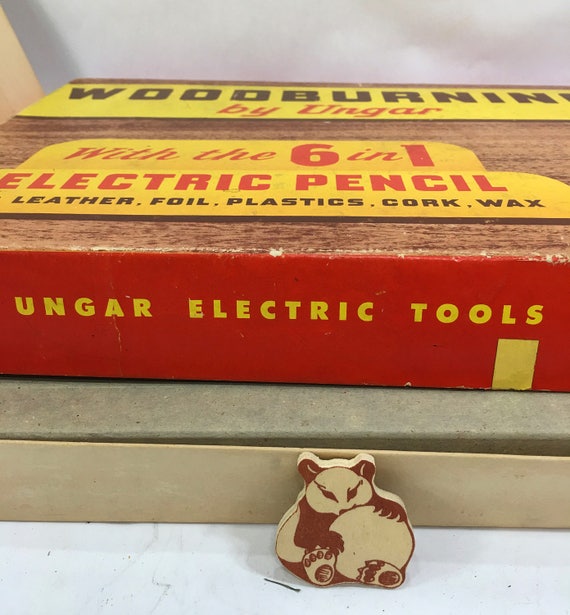 WOODBURNIN
by Ungar
With the 6 in 1
ELECTRIC PENCIL
LEATHER, FOIL, PLASTICS, CORK, WAX
UNGAR ELECTRIC TOOLS